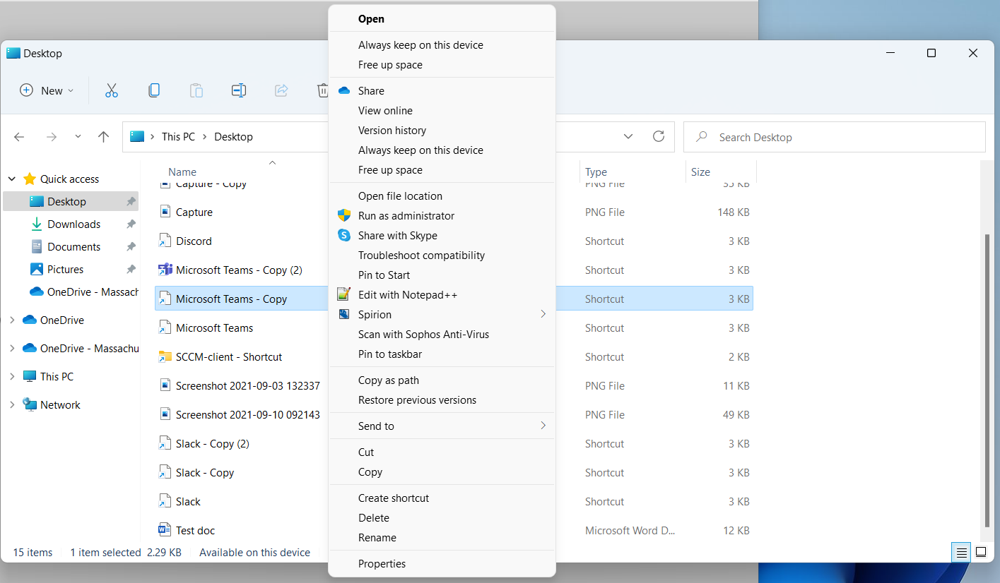 Desktop
New
This PC
Desktop
Search Desktop
Quick access
Desktop
Downloads
Documents
Pictures
OneDrive - Massach
OneDrive
OneDrive - Massachu
This PC
Network
Name Type Size
Capture - Copy PNG File 35 KB
Capture PNG File 148 KB
Discord Shortcut 3 KB
Microsoft Teams - Copy (2) Shortcut 3 KB
Microsoft Teams - Copy Shortcut 3 KB
Microsoft Teams Shortcut 3 KB
SCCM-client - Shortcut Shortcut 2 KB
Screenshot 2021-09-03 132337 PNG File 11 KB
Screenshot 2021-09-10 092143 PNG File 49 KB
Slack - Copy (2) Shortcut 3 KB
Slack - Copy Shortcut 3 KB
Slack Shortcut 3 KB
Test doc Microsoft Word D... 12 KB
Open
Always keep on this device
Free up space
Share
View online
Version history
Always keep on this device
Free up space
Open file location
Run as administrator
Share with Skype
Troubleshoot compatibility
Pin to Start
Edit with Notepad++
Spirion
Scan with Sophos Anti-Virus
Pin to taskbar
Copy as path
Restore previous versions
Send to
Cut
Copy
Create shortcut
Delete
Rename
Properties
15 items 1 item selected 2.29 KB Available on this device